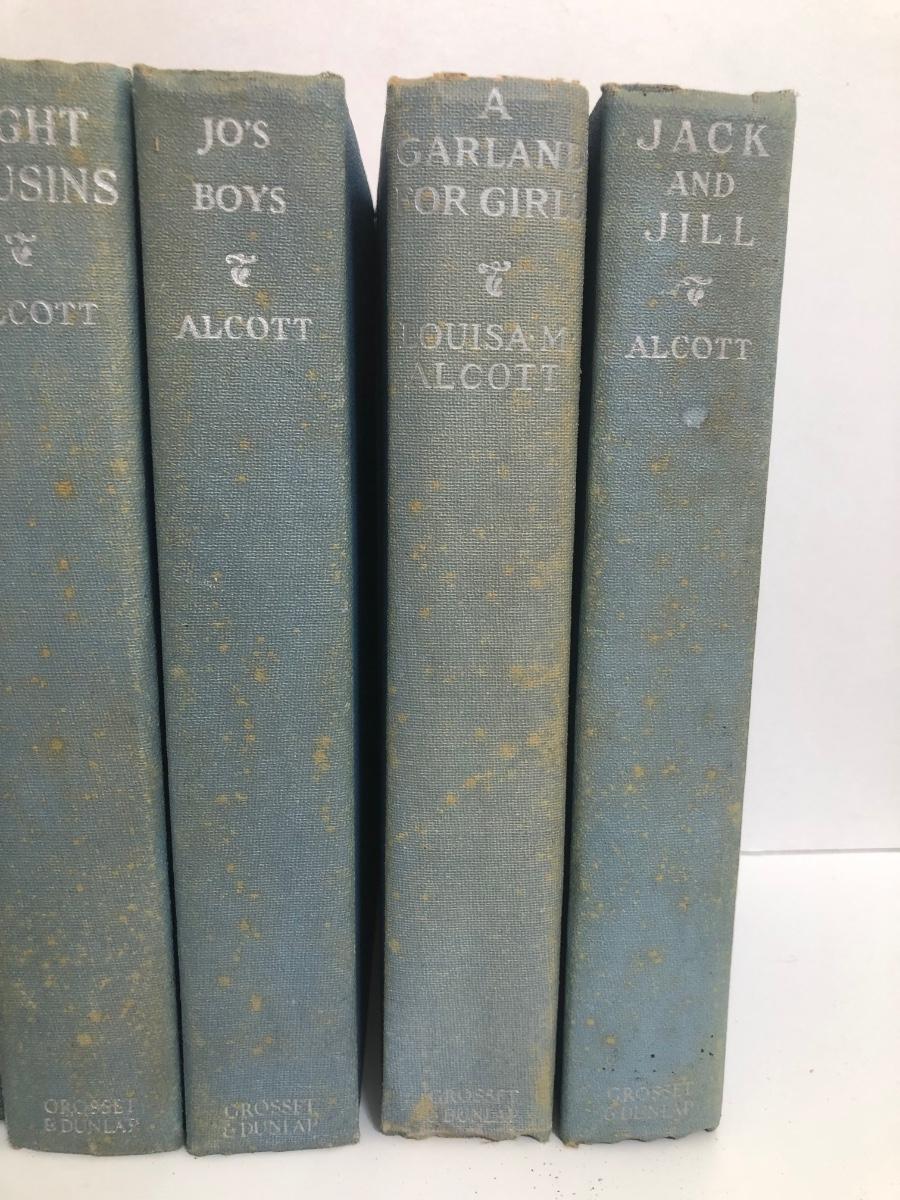 GHT
USINS
LCOTT
GROSSET
& DUNLAP
JO'S
BOYS
ALCOTT
GROSSET
& DUNLAP
A
GARLAND
FOR GIRLS
LOUISA M
ALCOTT
GROSSET
& DUNLAP
JACK
AND
JILL
ALCOTT
GROSSET
& DUNLAP